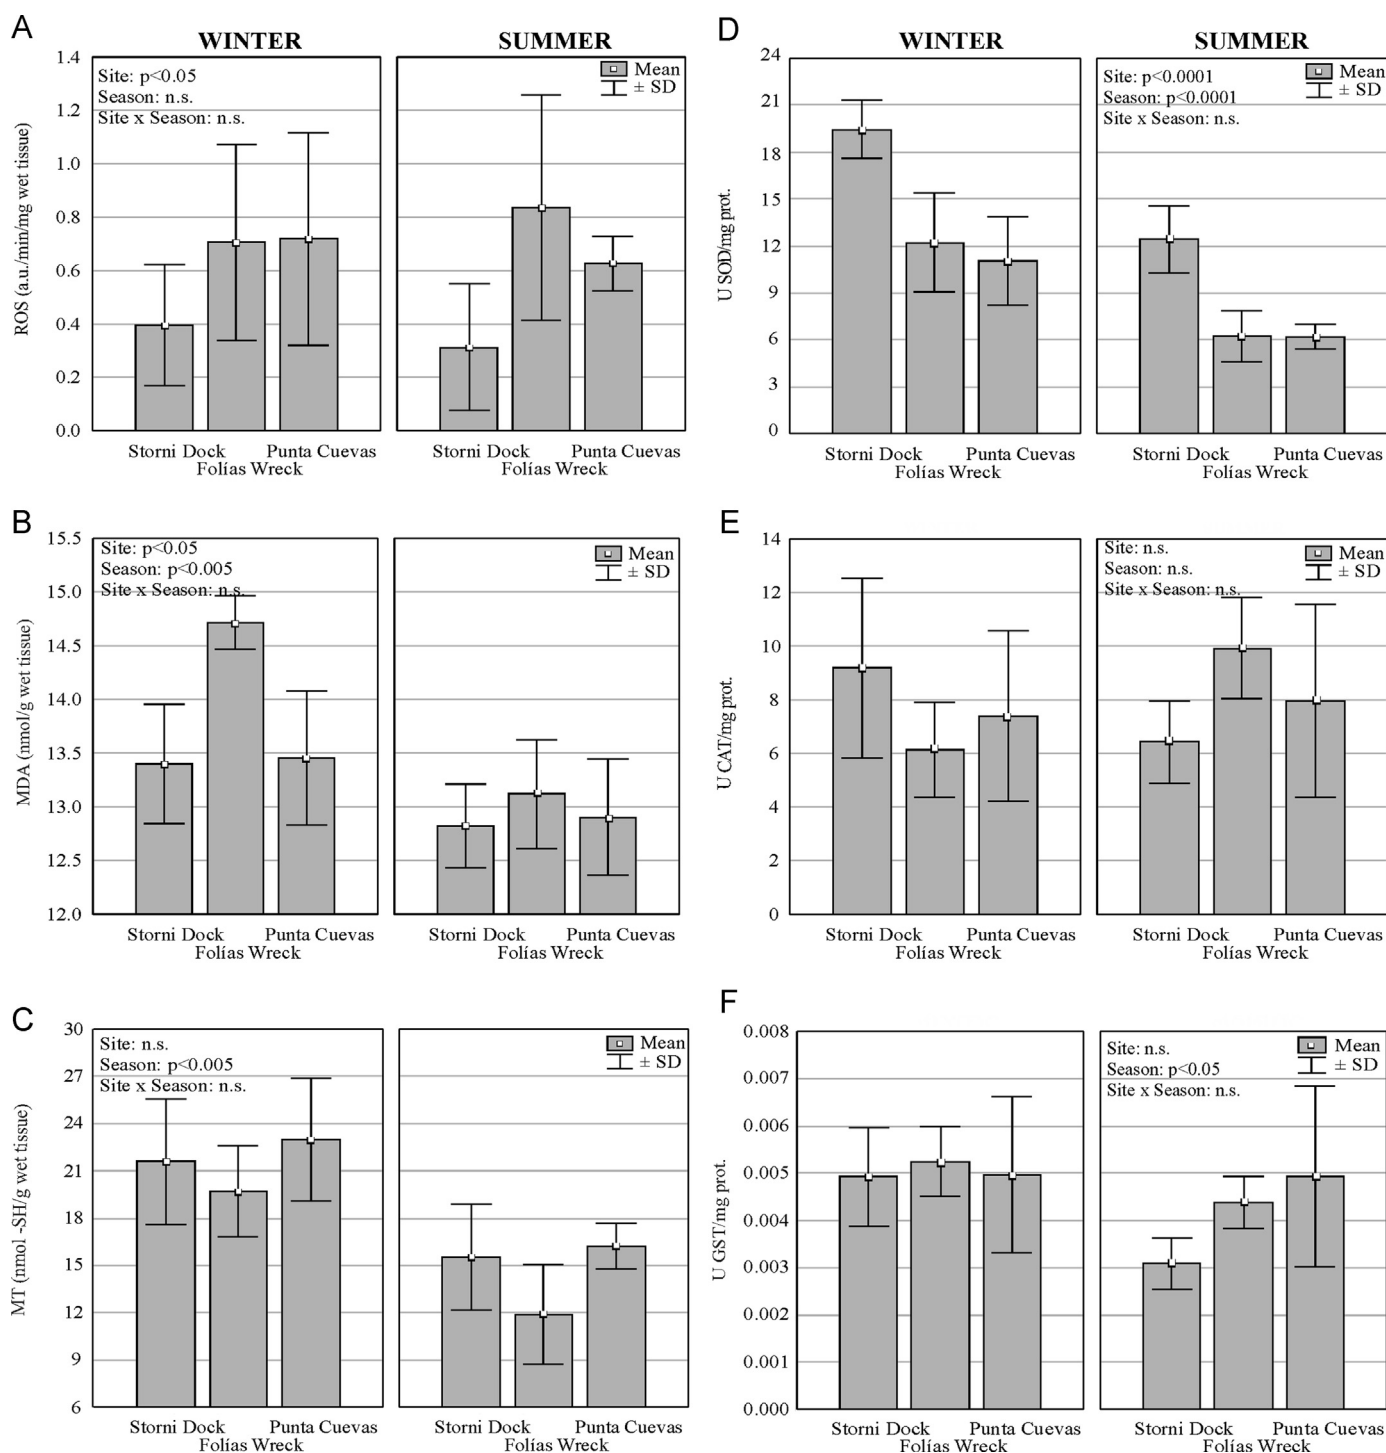 A
WINTER
SUMMER
ROS (a.u./min/mg wet tissue)
1.4
1.2
1.0
0.8
0.6
0.4
0.2
0.0
Site: p<0.05
Season: n.s.
Site x Season: n.s.
Mean
± SD
Storni Dock
Punta Cuevas
Folías Wreck
Storni Dock
Punta Cuevas
Folías Wreck
B
MDA (nmol/g wet tissue)
15.5
15.0
14.5
14.0
13.5
13.0
12.5
12.0
Site: p<0.05
Season: p<0.005
Site x Season: n.s.
Mean
± SD
Storni Dock
Punta Cuevas
Folías Wreck
Storni Dock
Punta Cuevas
Folías Wreck
C
MT (nmol -SH/g wet tissue)
30
27
24
21
18
15
12
9
6
Site: n.s.
Season: p<0.005
Site x Season: n.s.
Mean
± SD
Storni Dock
Punta Cuevas
Folías Wreck
Storni Dock
Punta Cuevas
Folías Wreck
D
WINTER
SUMMER
U SOD/mg prot.
24
21
18
15
12
9
6
3
0
Site: p<0.0001
Season: p<0.0001
Site x Season: n.s.
Mean
± SD
Storni Dock
Punta Cuevas
Folías Wreck
Storni Dock
Punta Cuevas
Folías Wreck
E
U CAT/mg prot.
14
12
10
8
6
4
2
0
Site: n.s.
Season: n.s.
Site x Season: n.s.
Mean
± SD
Storni Dock
Punta Cuevas
Folías Wreck
Storni Dock
Punta Cuevas
Folías Wreck
F
U GST/mg prot.
0.008
0.007
0.006
0.005
0.004
0.003
0.002
0.001
0.000
Site: n.s.
Season: p<0.05
Site x Season: n.s.
Mean
± SD
Storni Dock
Punta Cuevas
Folías Wreck
Storni Dock
Punta Cuevas
Folías Wreck